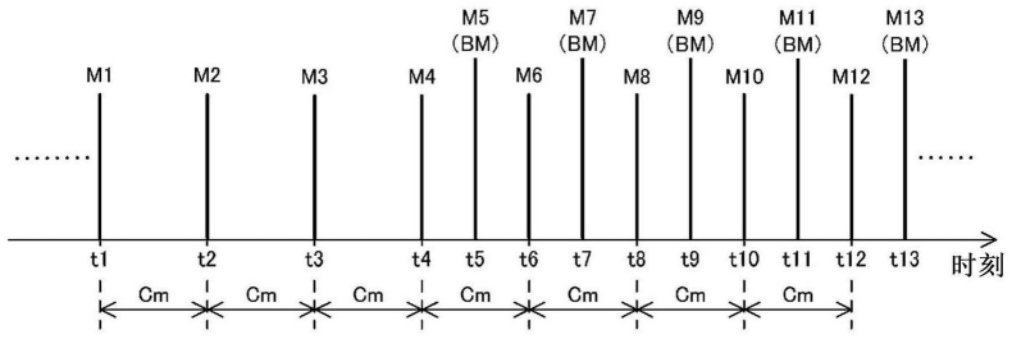 M5 M7 M9 M11 M13
(BM) (BM) (BM) (BM) (BM)
M1 M2 M3 M4 M6 M8 M10 M12
t1 t2 t3 t4 t5 t6 t7 t8 t9 t10 t11 t12 t13
时刻
Cm Cm Cm Cm Cm Cm Cm